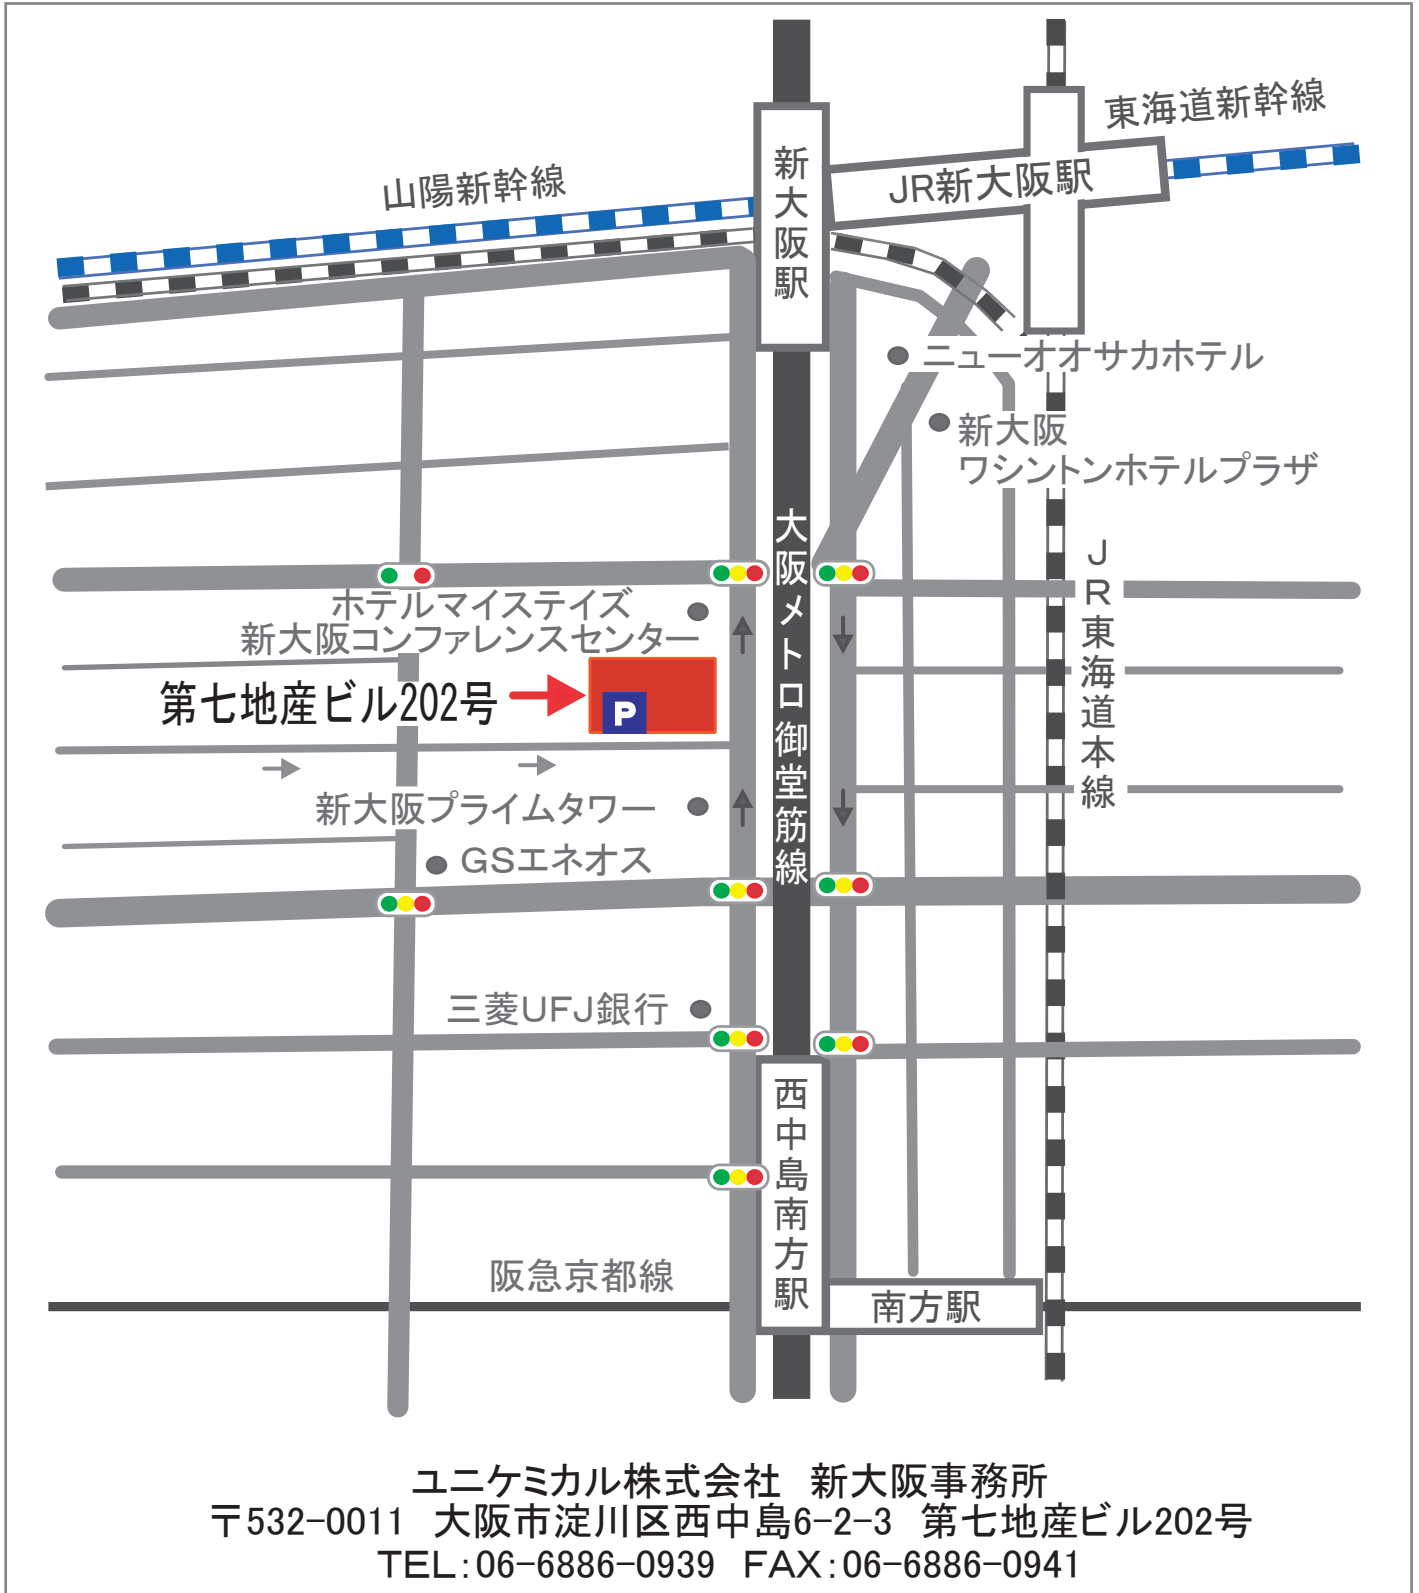 東海道新幹線
山陽新幹線
新大阪駅
JR新大阪駅
ニューオオサカホテル
新大阪
ワシントンホテルプラザ
大阪メトロ御堂筋線
JR東海道本線
ホテルマイステイズ
新大阪コンファレンスセンター
第七地産ビル202号
P
新大阪プライムタワー
GSエネオス
三菱UFJ銀行
西中島南方駅
阪急京都線
南方駅
ユニケミカル株式会社 新大阪事務所
〒532-0011 大阪市淀川区西中島6-2-3 第七地産ビル202号
TEL:06-6886-0939 FAX:06-6886-0941